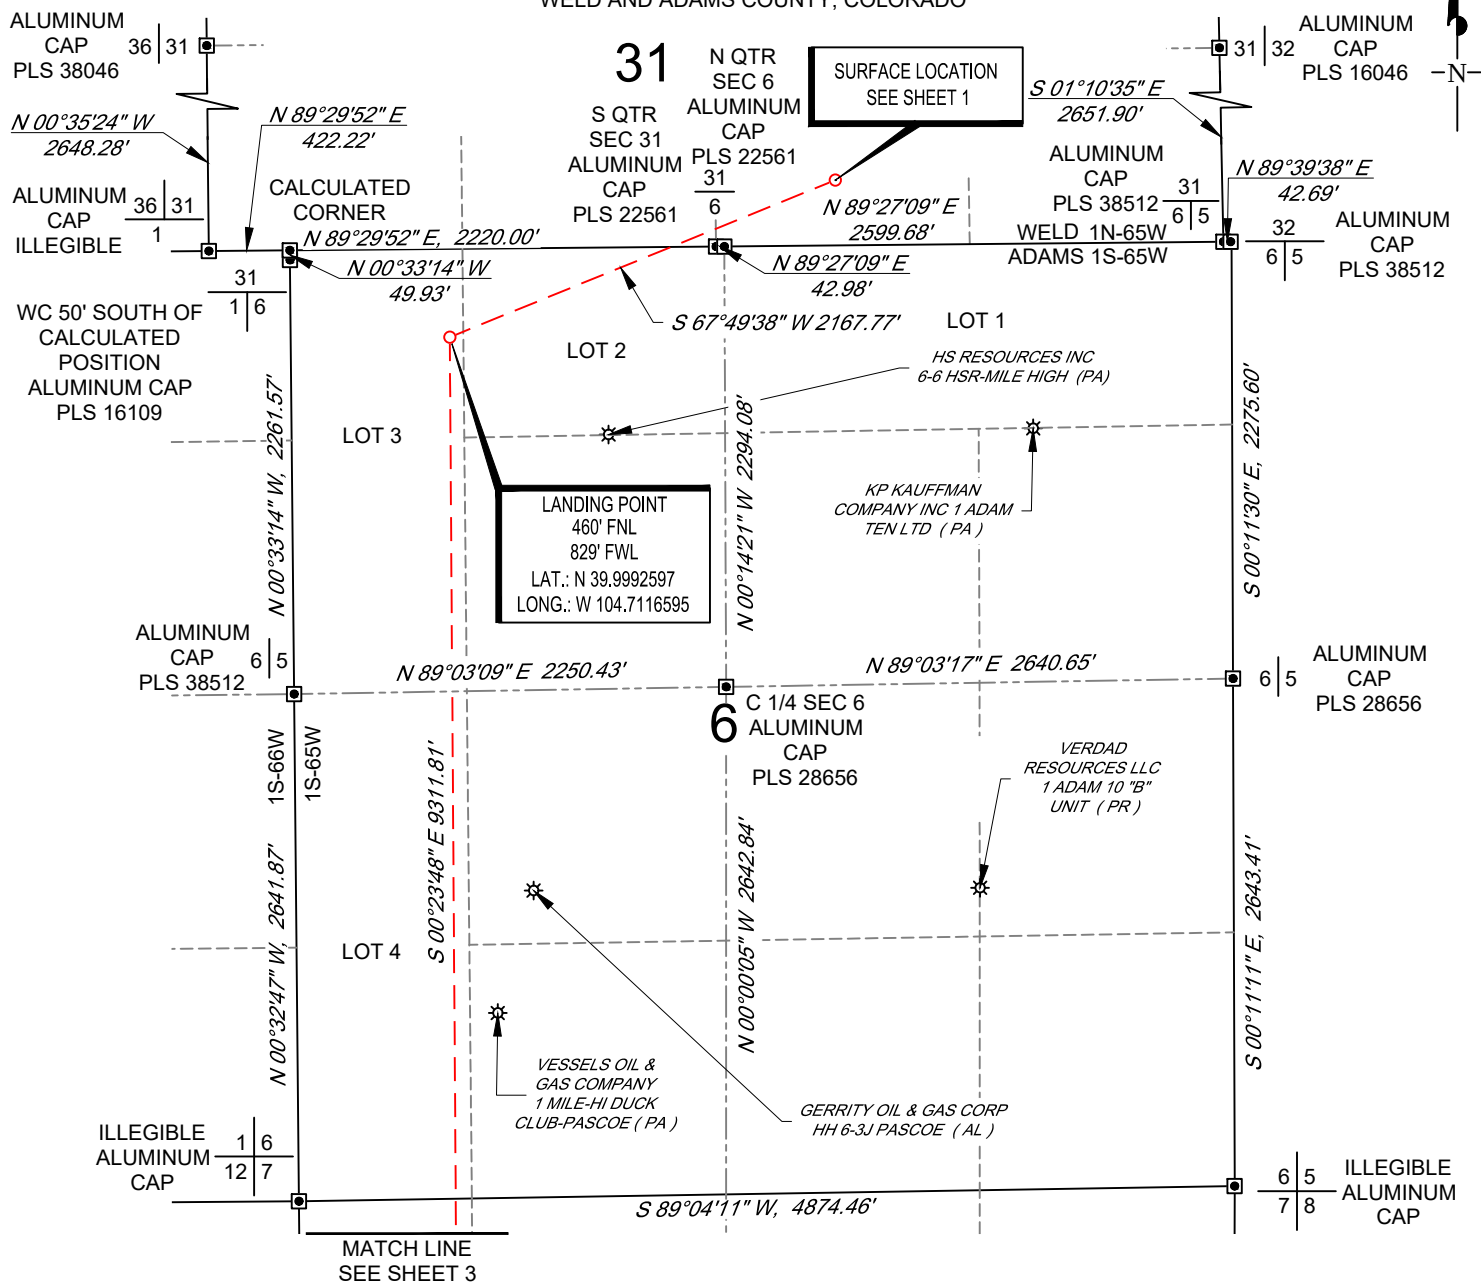 WELD AND ADAMS COUNTY, COLORADO
ALUMINUM
CAP
PLS 38046
36 31
31
N QTR
SEC 6
ALUMINUM
CAP
PLS 22561
31
6
SURFACE LOCATION
SEE SHEET 1
31 32
ALUMINUM
CAP
PLS 16046
N
S 01°10'35" E
2651.90'
N 00°35'24" W
2648.28'
N 89°29'52" E
422.22'
S QTR
SEC 31
ALUMINUM
CAP
PLS 22561
ALUMINUM
CAP
PLS 38512
31
6 5
N 89°39'38" E
42.69'
ALUMINUM
CAP
ILLEGIBLE
36 31
1
CALCULATED
CORNER
N 89°29'52" E, 2220.00'
N 89°27'09" E
2599.68'
WELD 1N-65W
ADAMS 1S-65W
32
6 5
ALUMINUM
CAP
PLS 38512
N 00°33'14" W
49.93'
N 89°27'09" E
42.98'
31
1 6
WC 50' SOUTH OF
CALCULATED
POSITION
ALUMINUM CAP
PLS 16109
S 67°49'38" W 2167.77'
LOT 1
LOT 2
HS RESOURCES INC
6-6 HSR-MILE HIGH (PA)
LOT 3
N 00°33'14" W, 2261.57'
N 00°14'21" W 2294.08'
S 00°11'30" E, 2275.60'
LANDING POINT
460' FNL
829' FWL
LAT.: N 39.9992597
LONG.: W 104.7116595
KP KAUFFMAN
COMPANY INC 1 ADAM
TEN LTD ( PA )
ALUMINUM
CAP
PLS 38512
6 5
N 89°03'09" E 2250.43'
N 89°03'17" E 2640.65'
6 5
ALUMINUM
CAP
PLS 28656
6
C 1/4 SEC 6
ALUMINUM
CAP
PLS 28656
1S-66W
1S-65W
S 00°23'48" E 9311.81'
VERDAD
RESOURCES LLC
1 ADAM 10 "B"
UNIT ( PR )
N 00°32'47" W, 2641.87'
N 00°00'05" W 2642.84'
S 00°11'11" E, 2643.41'
LOT 4
VESSELS OIL &
GAS COMPANY
1 MILE-HI DUCK
CLUB-PASCOE ( PA )
GERRITY OIL & GAS CORP
HH 6-3J PASCOE ( AL )
ILLEGIBLE
ALUMINUM
CAP
1 6
12 7
6 5
7 8
ILLEGIBLE
ALUMINUM
CAP
S 89°04'11" W, 4874.46'
MATCH LINE
SEE SHEET 3